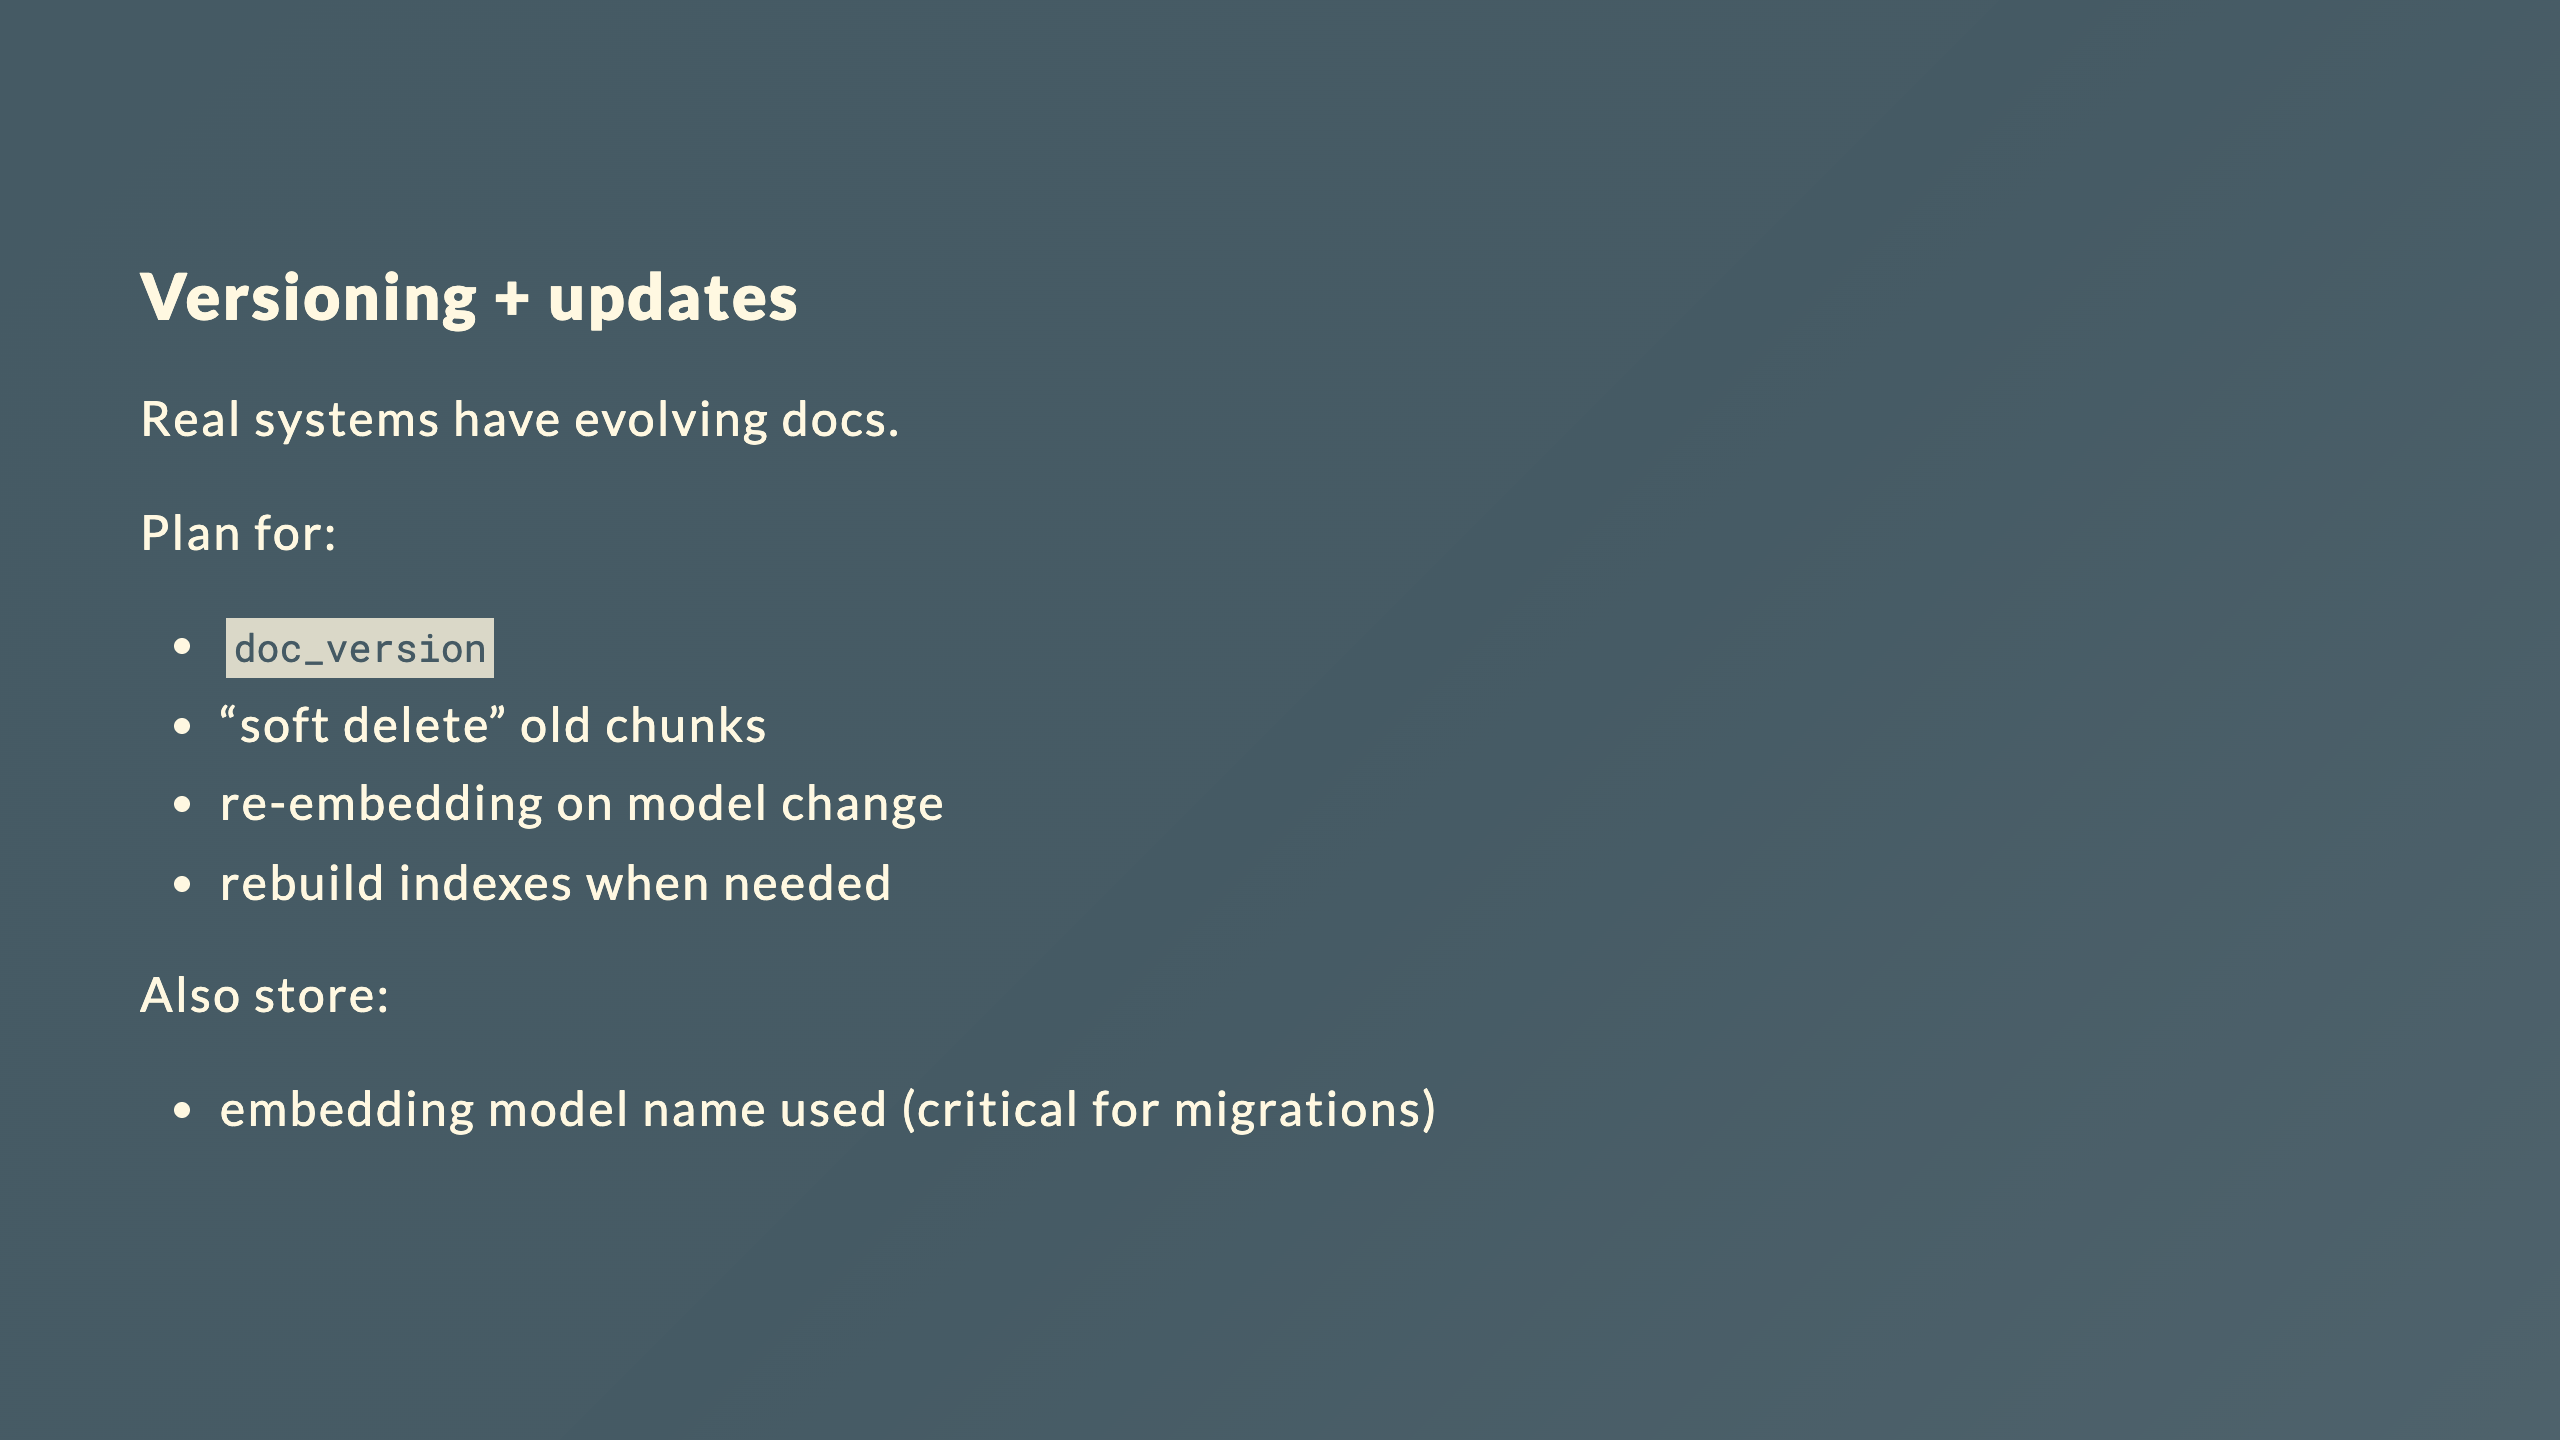 Versioning + updates
Real systems have evolving docs.
Plan for:
• doc_version
• “soft delete” old chunks
• re-embedding on model change
• rebuild indexes when needed
Also store:
• embedding model name used (critical for migrations)